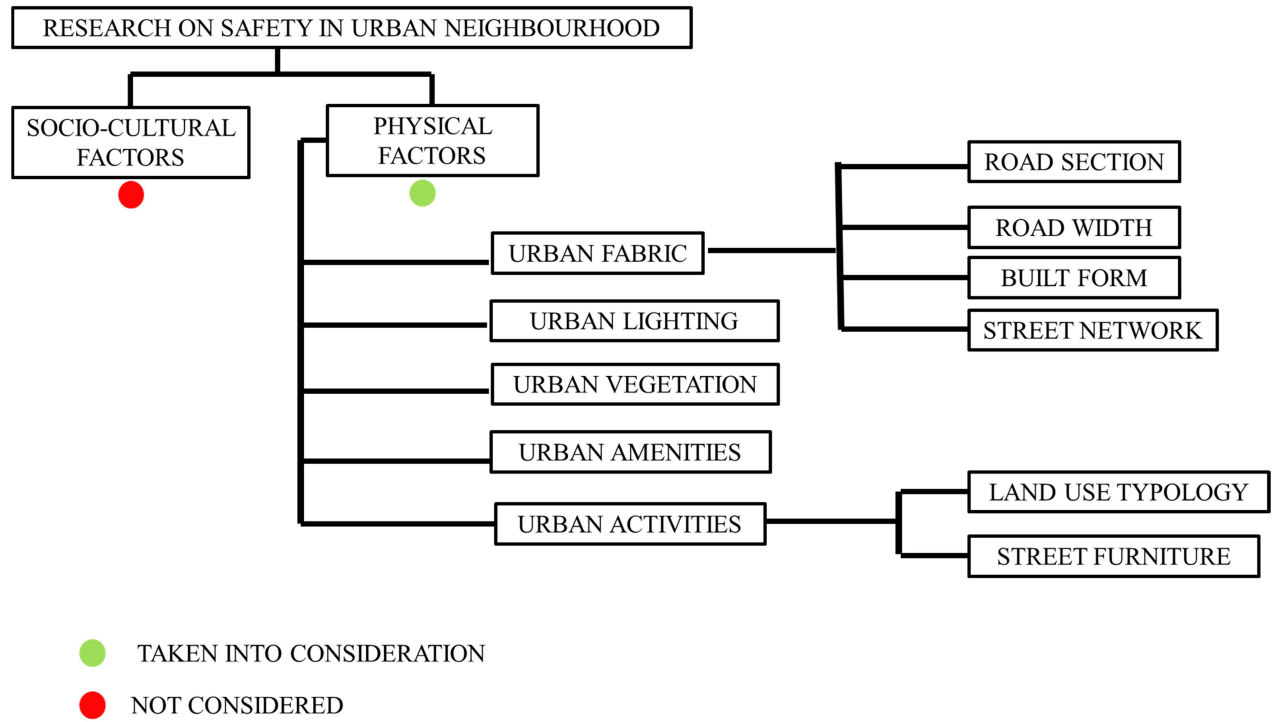 RESEARCH ON SAFETY IN URBAN NEIGHBOURHOOD
SOCIO-CULTURAL
FACTORS
PHYSICAL
FACTORS
URBAN FABRIC
URBAN LIGHTING
URBAN VEGETATION
URBAN AMENITIES
URBAN ACTIVITIES
ROAD SECTION
ROAD WIDTH
BUILT FORM
STREET NETWORK
LAND USE TYPOLOGY
STREET FURNITURE
TAKEN INTO CONSIDERATION
NOT CONSIDERED